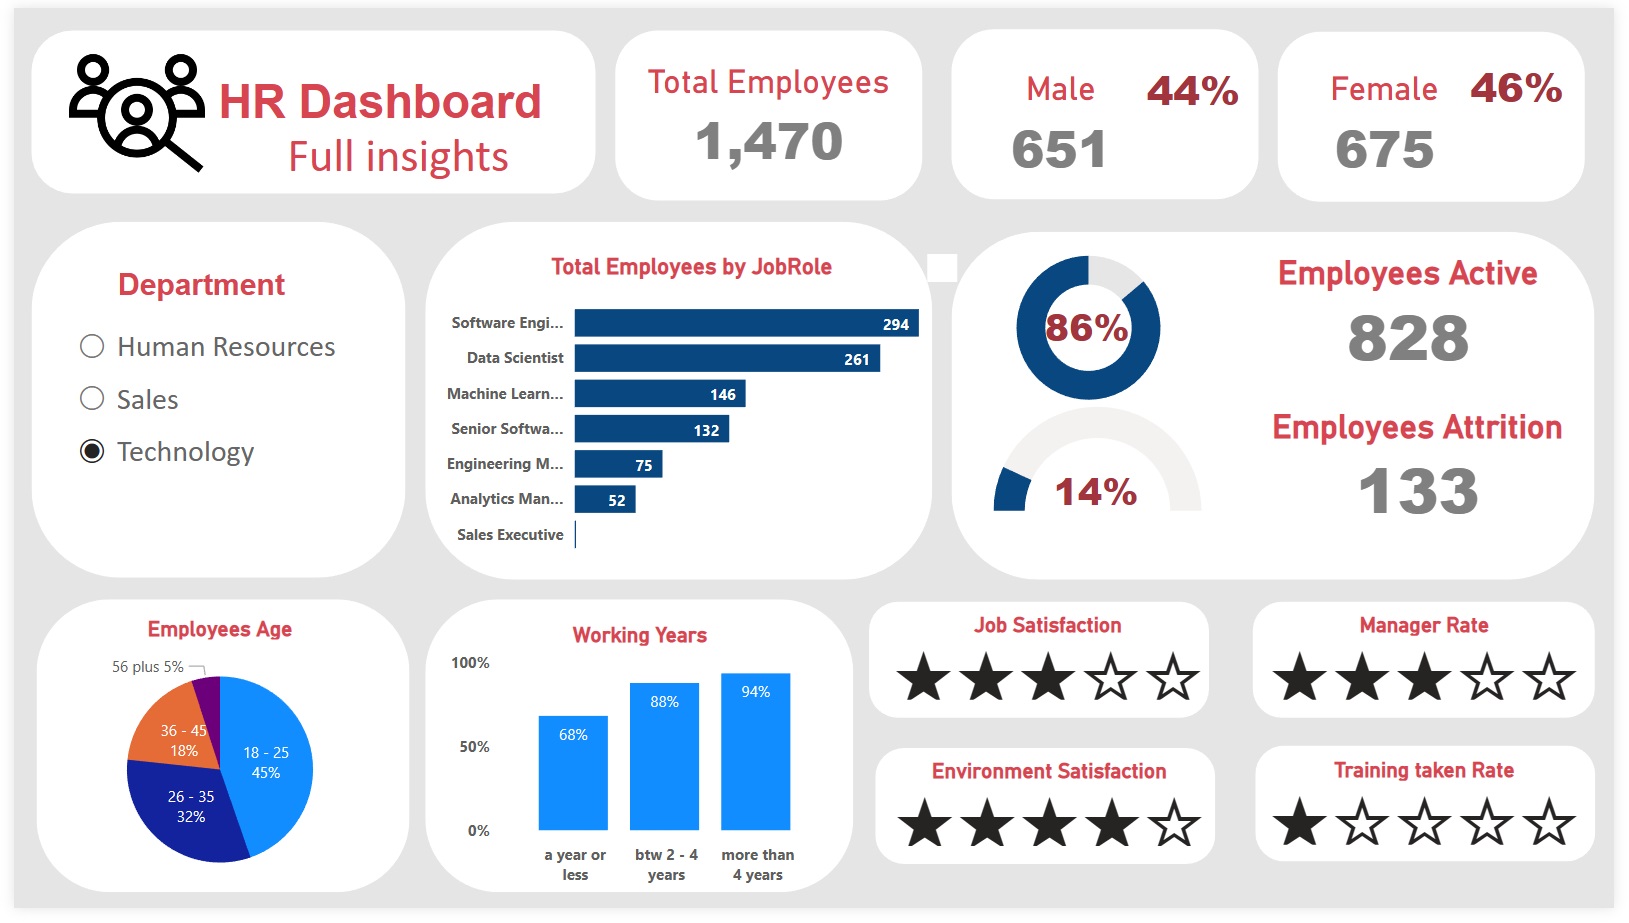 HR Dashboard
Full insights
Total Employees
1,470
Male 44%
651
Female 46%
675
Department
Human Resources
Sales
Technology
Total Employees by JobRole
Software Engi... 294
Data Scientist 261
Machine Learn... 146
Senior Softwa... 132
Engineering M... 75
Analytics Man... 52
Sales Executive
86%
Employees Active
828
14%
Employees Attrition
133
Employees Age
56 plus 5%
36 - 45
18%
18 - 25
45%
26 - 35
32%
Working Years
100%
50%
0%
68%
88%
94%
a year or
less
btw 2 - 4
years
more than
4 years
Job Satisfaction
Manager Rate
Environment Satisfaction
Training taken Rate